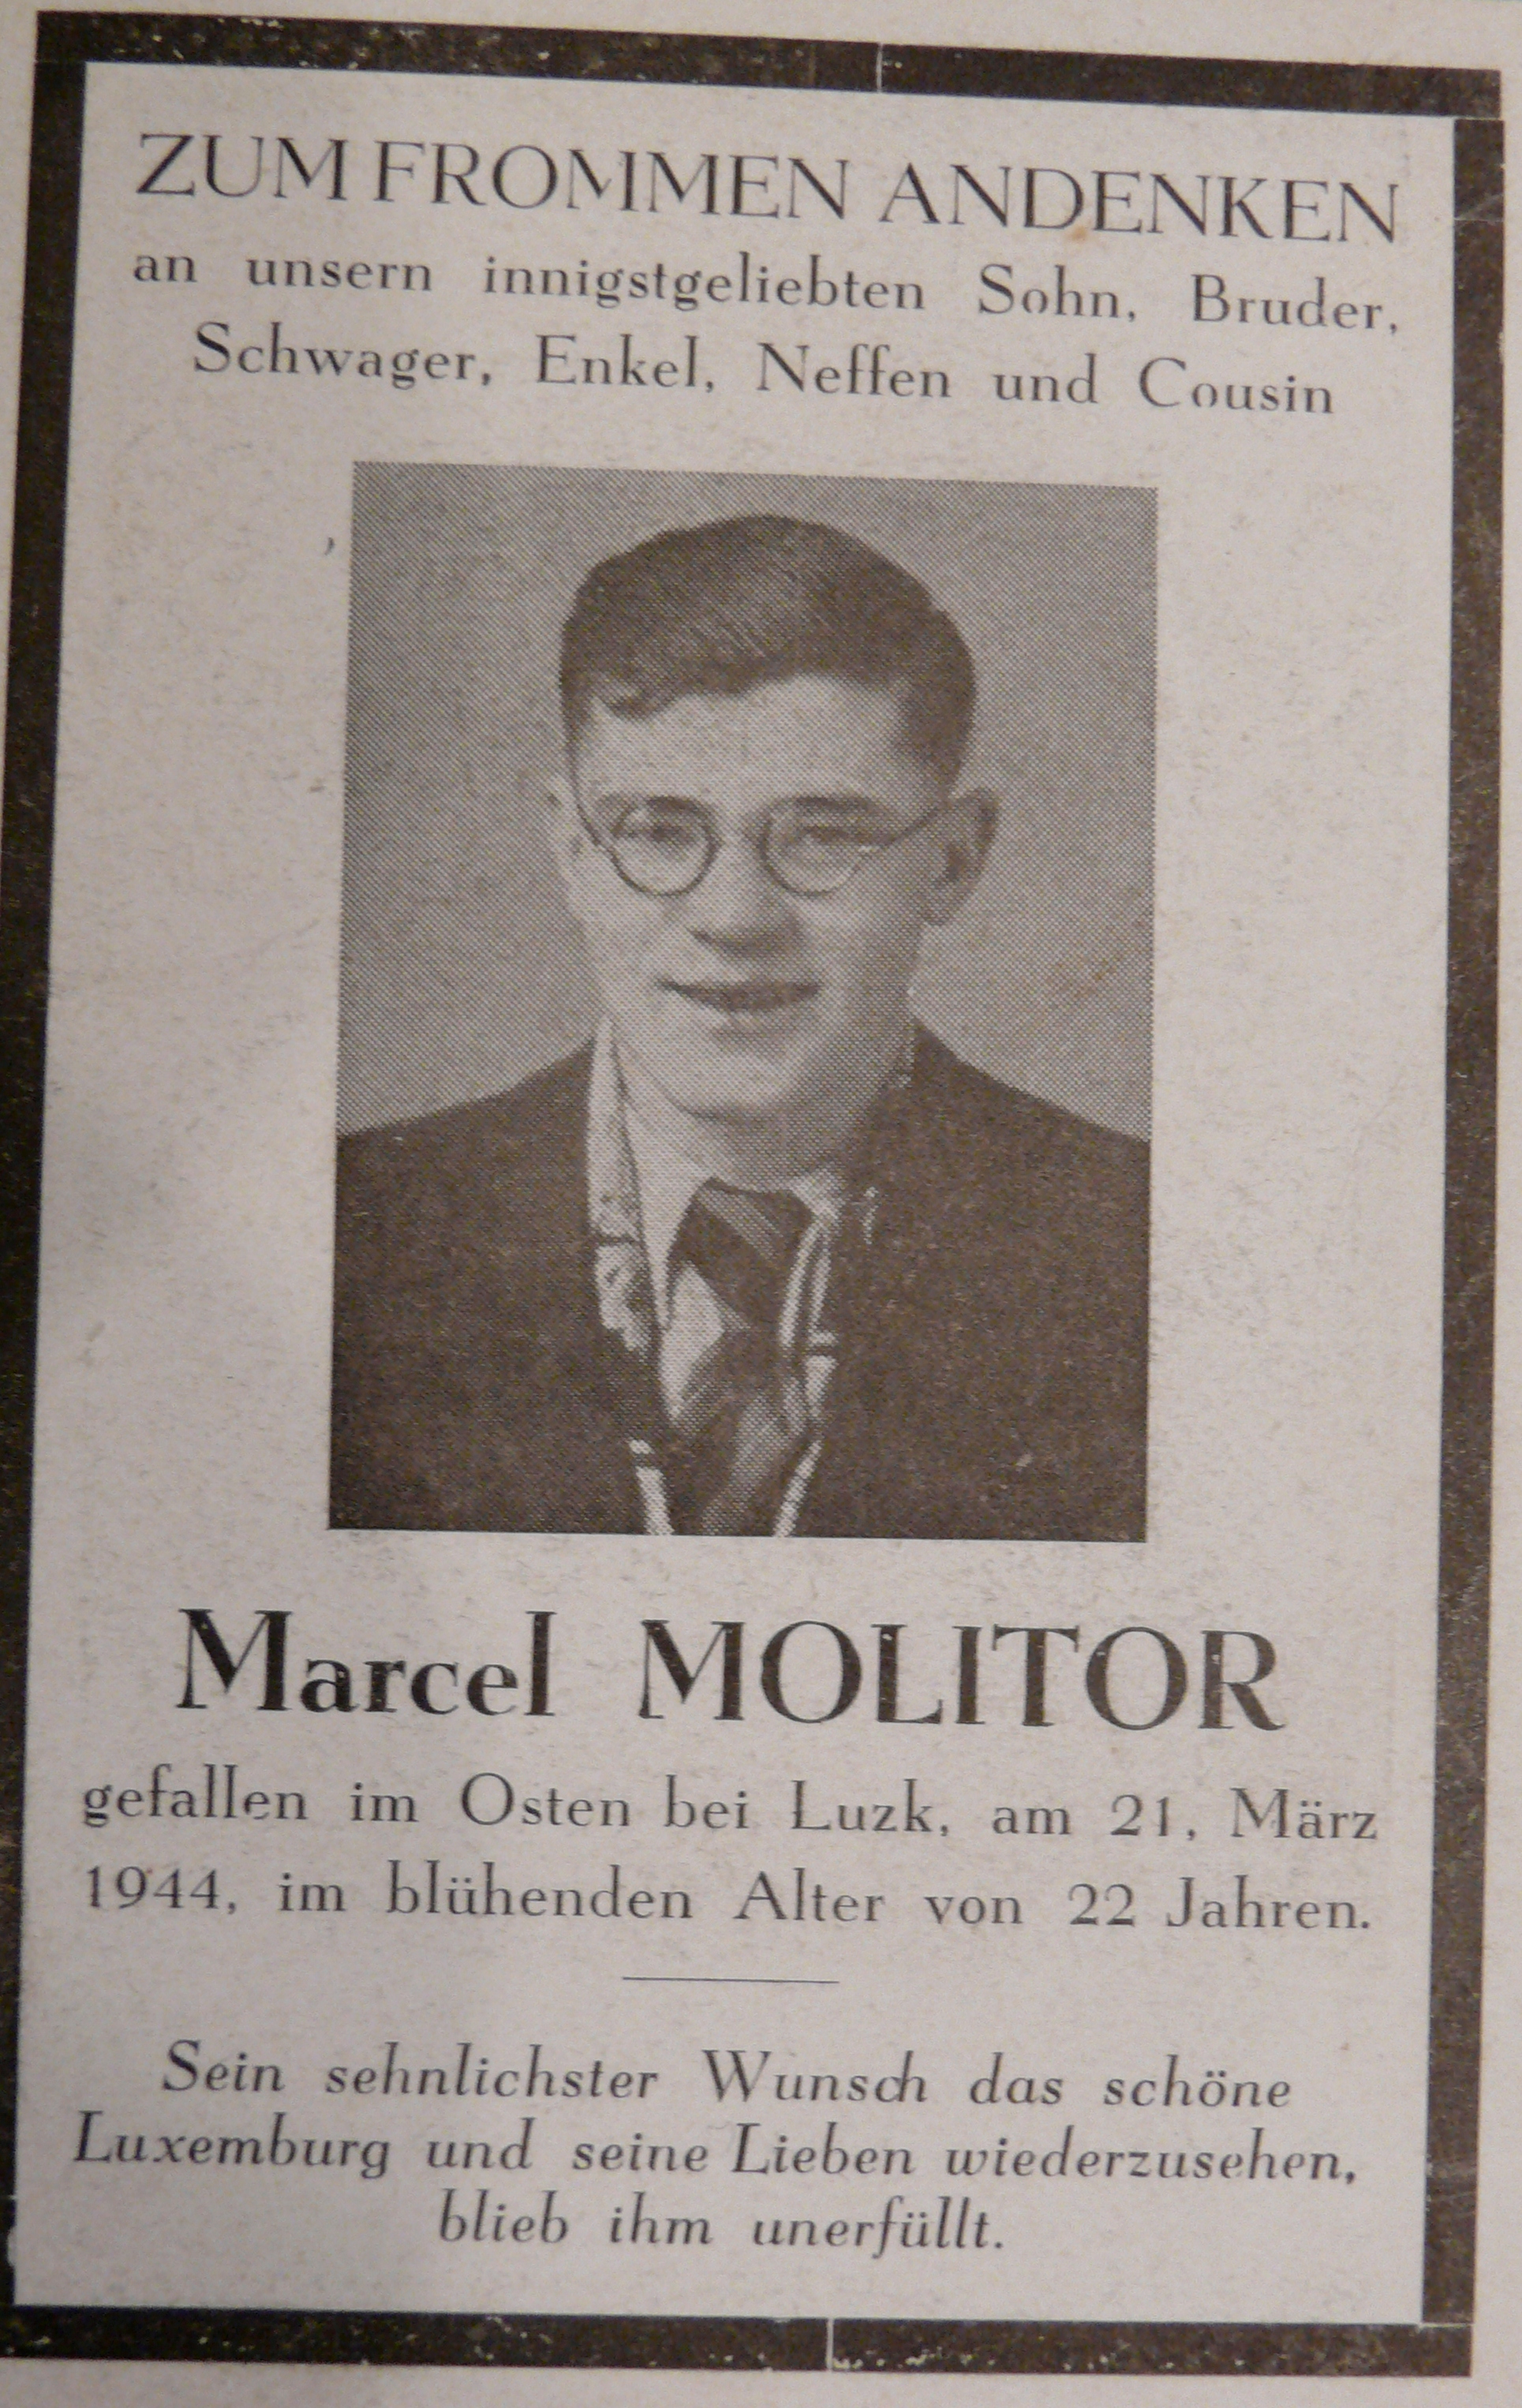 ZUM FROMMEN ANDENKEN
an unsern innigstgeliebten Sohn, Bruder,
Schwager, Enkel, Neffen und Cousin
Marcel MOLITOR
gefallen im Osten bei Luzk, am 21. März
1944, im blühenden Alter von 22 Jahren.
Sein sehnlichster Wunsch das schöne
Luxemburg und seine Lieben wiederzusehen,
blieb ihm unerfüllt.